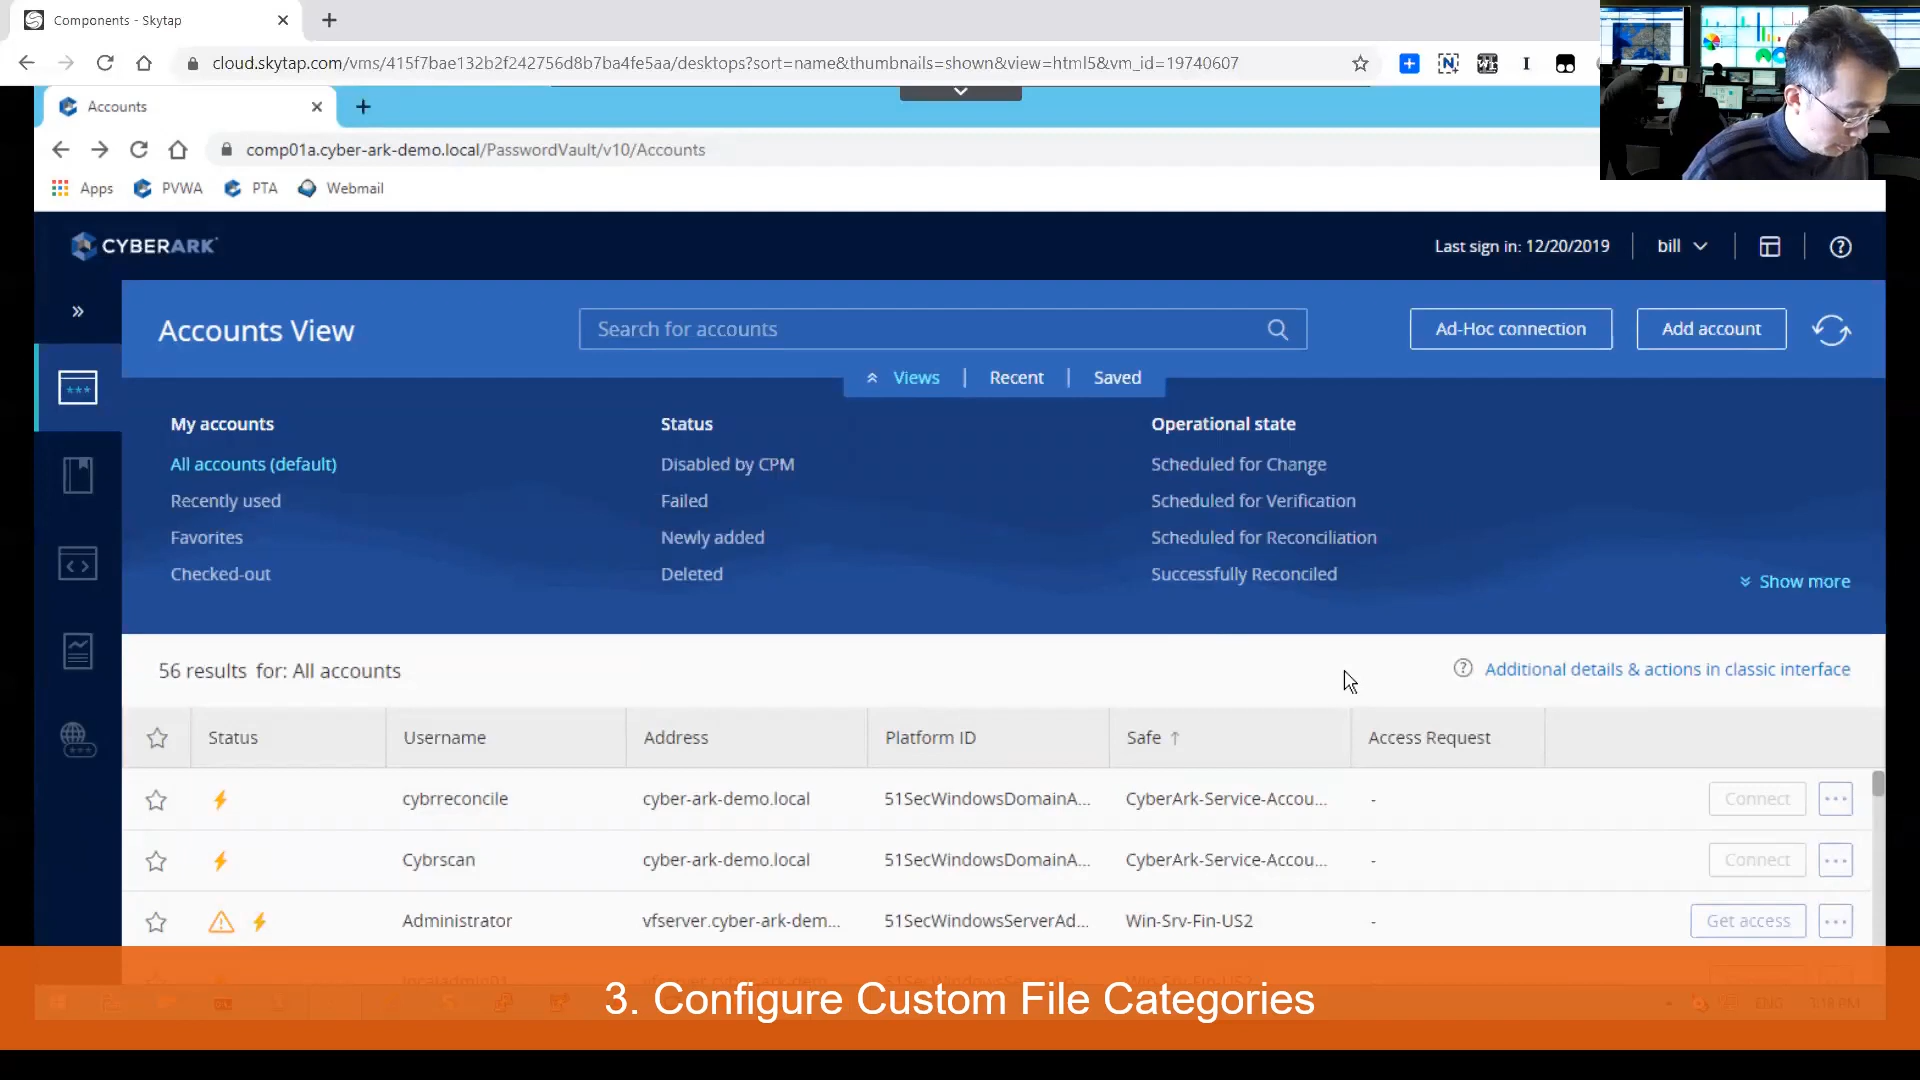 Components - Skytap
cloud.skytap.com/vms/415f7bae132b2f242756d8b7ba4fe5aa/desktops?sort=name&thumbnails=shown&view=html5&vm_id=19740607
Accounts
comp01a.cyber-ark-demo.local/PasswordVault/v10/Accounts
Apps PVWA PTA Webmail
CYBERARK Last sign in: 12/20/2019 bill
Accounts View Search for accounts Ad-Hoc connection Add account
Views | Recent | Saved
My accounts Status Operational state
All accounts (default) Disabled by CPM Scheduled for Change
Recently used Failed Scheduled for Verification
Favorites Newly added Scheduled for Reconciliation
Checked-out Deleted Successfully Reconciled
Show more
56 results for: All accounts Additional details & actions in classic interface
Status Username Address Platform ID Safe ↑ Access Request
cybrreconcile cyber-ark-demo.local 51SecWindowsDomainA... CyberArk-Service-Accou... - Connect ...
Cybrscan cyber-ark-demo.local 51SecWindowsDomainA... CyberArk-Service-Accou... - Connect ...
Administrator vfserver.cyber-ark-dem... 51SecWindowsServerAd... Win-Srv-Fin-US2 - Get access ...
3. Configure Custom File Categories
ENG